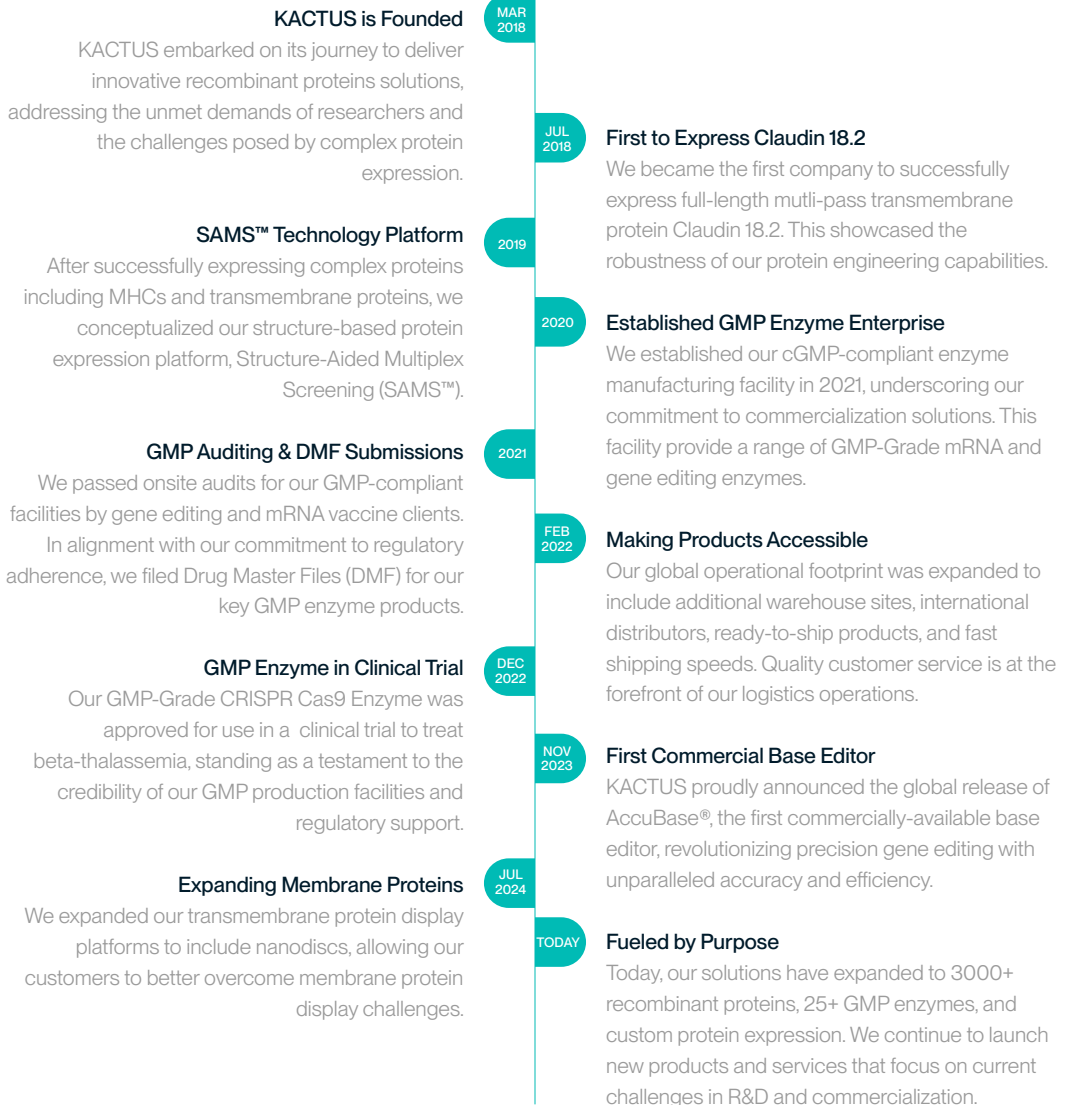 KACTUS is Founded
MAR
2018
KACTUS embarked on its journey to deliver
innovative recombinant proteins solutions,
addressing the unmet demands of researchers and
the challenges posed by complex protein
expression.
JUL
2018
First to Express Claudin 18.2
We became the first company to successfully
express full-length mutli-pass transmembrane
protein Claudin 18.2. This showcased the
robustness of our protein engineering capabilities.
SAMS™ Technology Platform
2019
After successfully expressing complex proteins
including MHCs and transmembrane proteins, we
conceptualized our structure-based protein
expression platform, Structure-Aided Multiplex
Screening (SAMS™).
2020
Established GMP Enzyme Enterprise
We established our cGMP-compliant enzyme
manufacturing facility in 2021, underscoring our
commitment to commercialization solutions. This
facility provide a range of GMP-Grade mRNA and
gene editing enzymes.
GMP Auditing & DMF Submissions
2021
We passed onsite audits for our GMP-compliant
facilities by gene editing and mRNA vaccine clients.
In alignment with our commitment to regulatory
adherence, we filed Drug Master Files (DMF) for our
key GMP enzyme products.
FEB
2022
Making Products Accessible
Our global operational footprint was expanded to
include additional warehouse sites, international
distributors, ready-to-ship products, and fast
shipping speeds. Quality customer service is at the
forefront of our logistics operations.
GMP Enzyme in Clinical Trial
DEC
2022
Our GMP-Grade CRISPR Cas9 Enzyme was
approved for use in a clinical trial to treat
beta-thalassemia, standing as a testament to the
credibility of our GMP production facilities and
regulatory support.
NOV
2023
First Commercial Base Editor
KACTUS proudly announced the global release of
AccuBase®, the first commercially-available base
editor, revolutionizing precision gene editing with
unparalleled accuracy and efficiency.
Expanding Membrane Proteins
JUL
2024
We expanded our transmembrane protein display
platforms to include nanodiscs, allowing our
customers to better overcome membrane protein
display challenges.
TODAY
Fueled by Purpose
Today, our solutions have expanded to 3000+
recombinant proteins, 25+ GMP enzymes, and
custom protein expression. We continue to launch
new products and services that focus on current
challenges in R&D and commercialization.